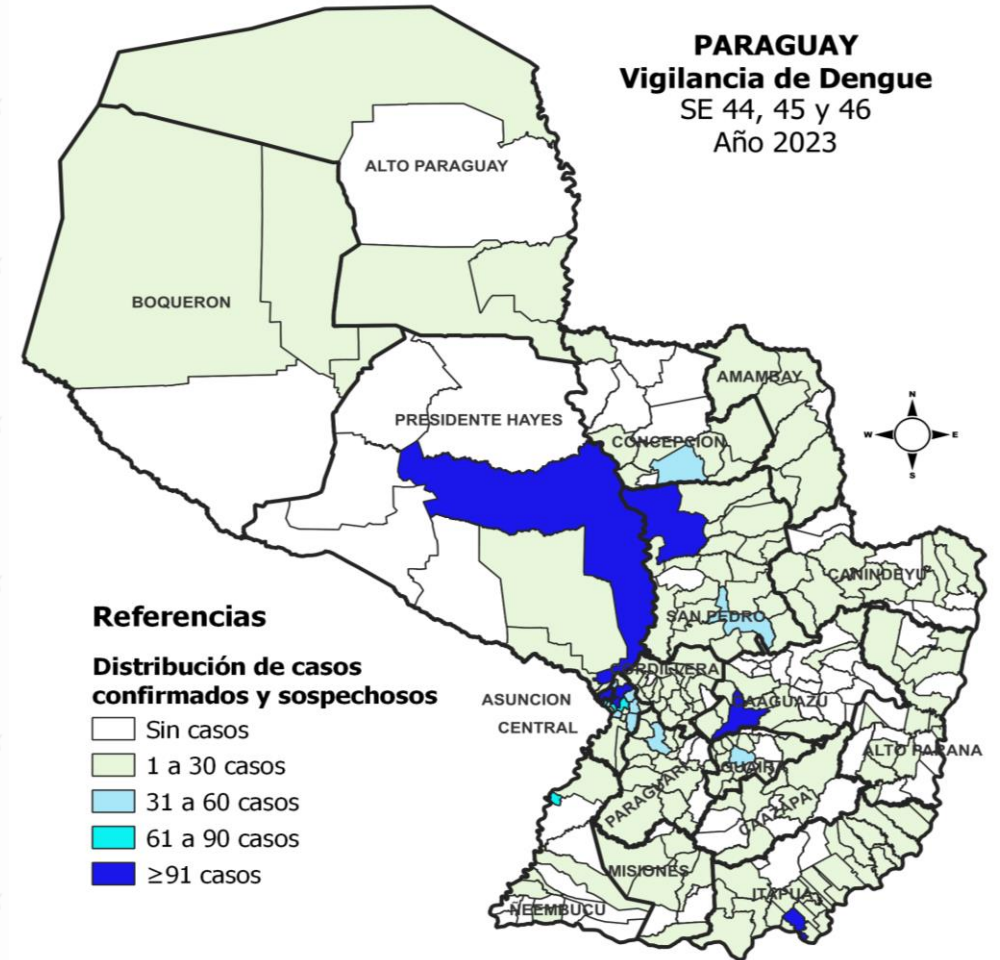 PARAGUAY
Vigilancia de Dengue
SE 44, 45 y 46
Año 2023
ALTO PARAGUAY
BOQUERON
AMAMBAY
N
W
E
S
PRESIDENTE HAYES
CONCEPCION
CANINDEYU
SAN PEDRO
Referencias
Distribución de casos
confirmados y sospechosos
Sin casos
1 a 30 casos
31 a 60 casos
61 a 90 casos
≥91 casos
ORDILLERA
ASUNCION
CENTRAL
AAGUAZU
ALTO PARANA
GUAIRA
PARAGUARI
CAAZAPA
MISIONES
ITAPUA
ÑEEMBUCU